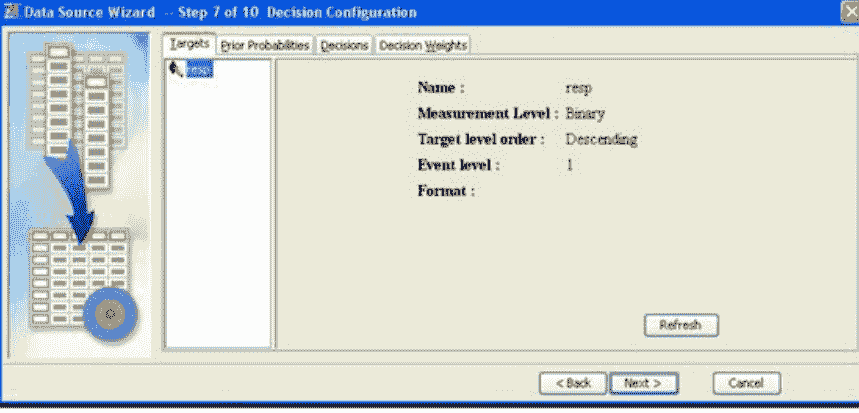 Data Source Wizard -- Step 7 of 10 Decision Configuration
Targets Prior Probabilities Decisions Decision Weights
resp
Name : resp
Measurement Level : Binary
Target level order : Descending
Event level : 1
Format :
Refresh
< Back Next > Cancel